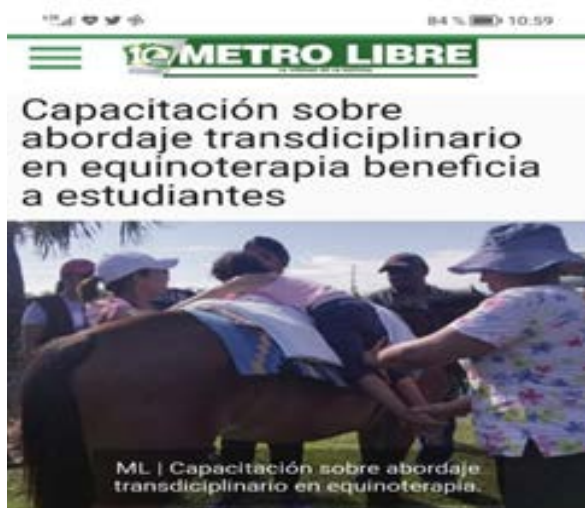 84 % 10:59
METRO LIBRE
Capacitación sobre
abordaje transdiciplinario
en equinoterapia beneficia
a estudiantes
ML | Capacitación sobre abordaje
transdiciplinario en equinoterapia.